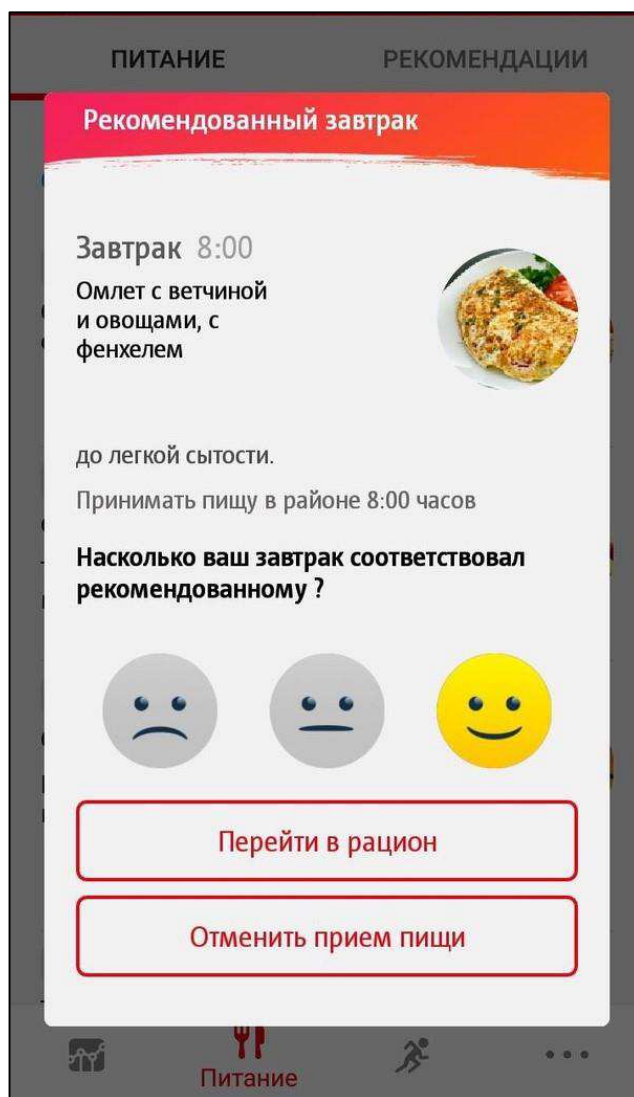 ПИТАНИЕ
РЕКОМЕНДАЦИИ
Рекомендованный завтрак
Завтрак 8:00
Омлет с ветчиной
и овощами, с
фенхелем
до легкой сытости.
Принимать пищу в районе 8:00 часов
Насколько ваш завтрак соответствовал
рекомендованному ?
Перейти в рацион
Отменить прием пищи
Питание